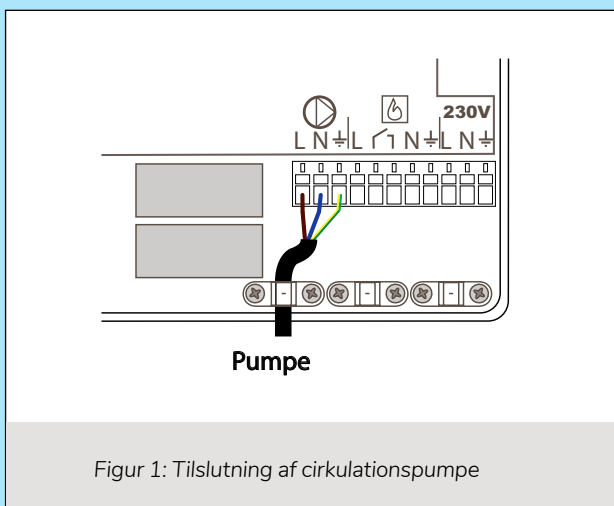 230V
L N ⏚ L N ⏚ L N ⏚
Pumpe
Figur 1: Tilslutning af cirkulationspumpe